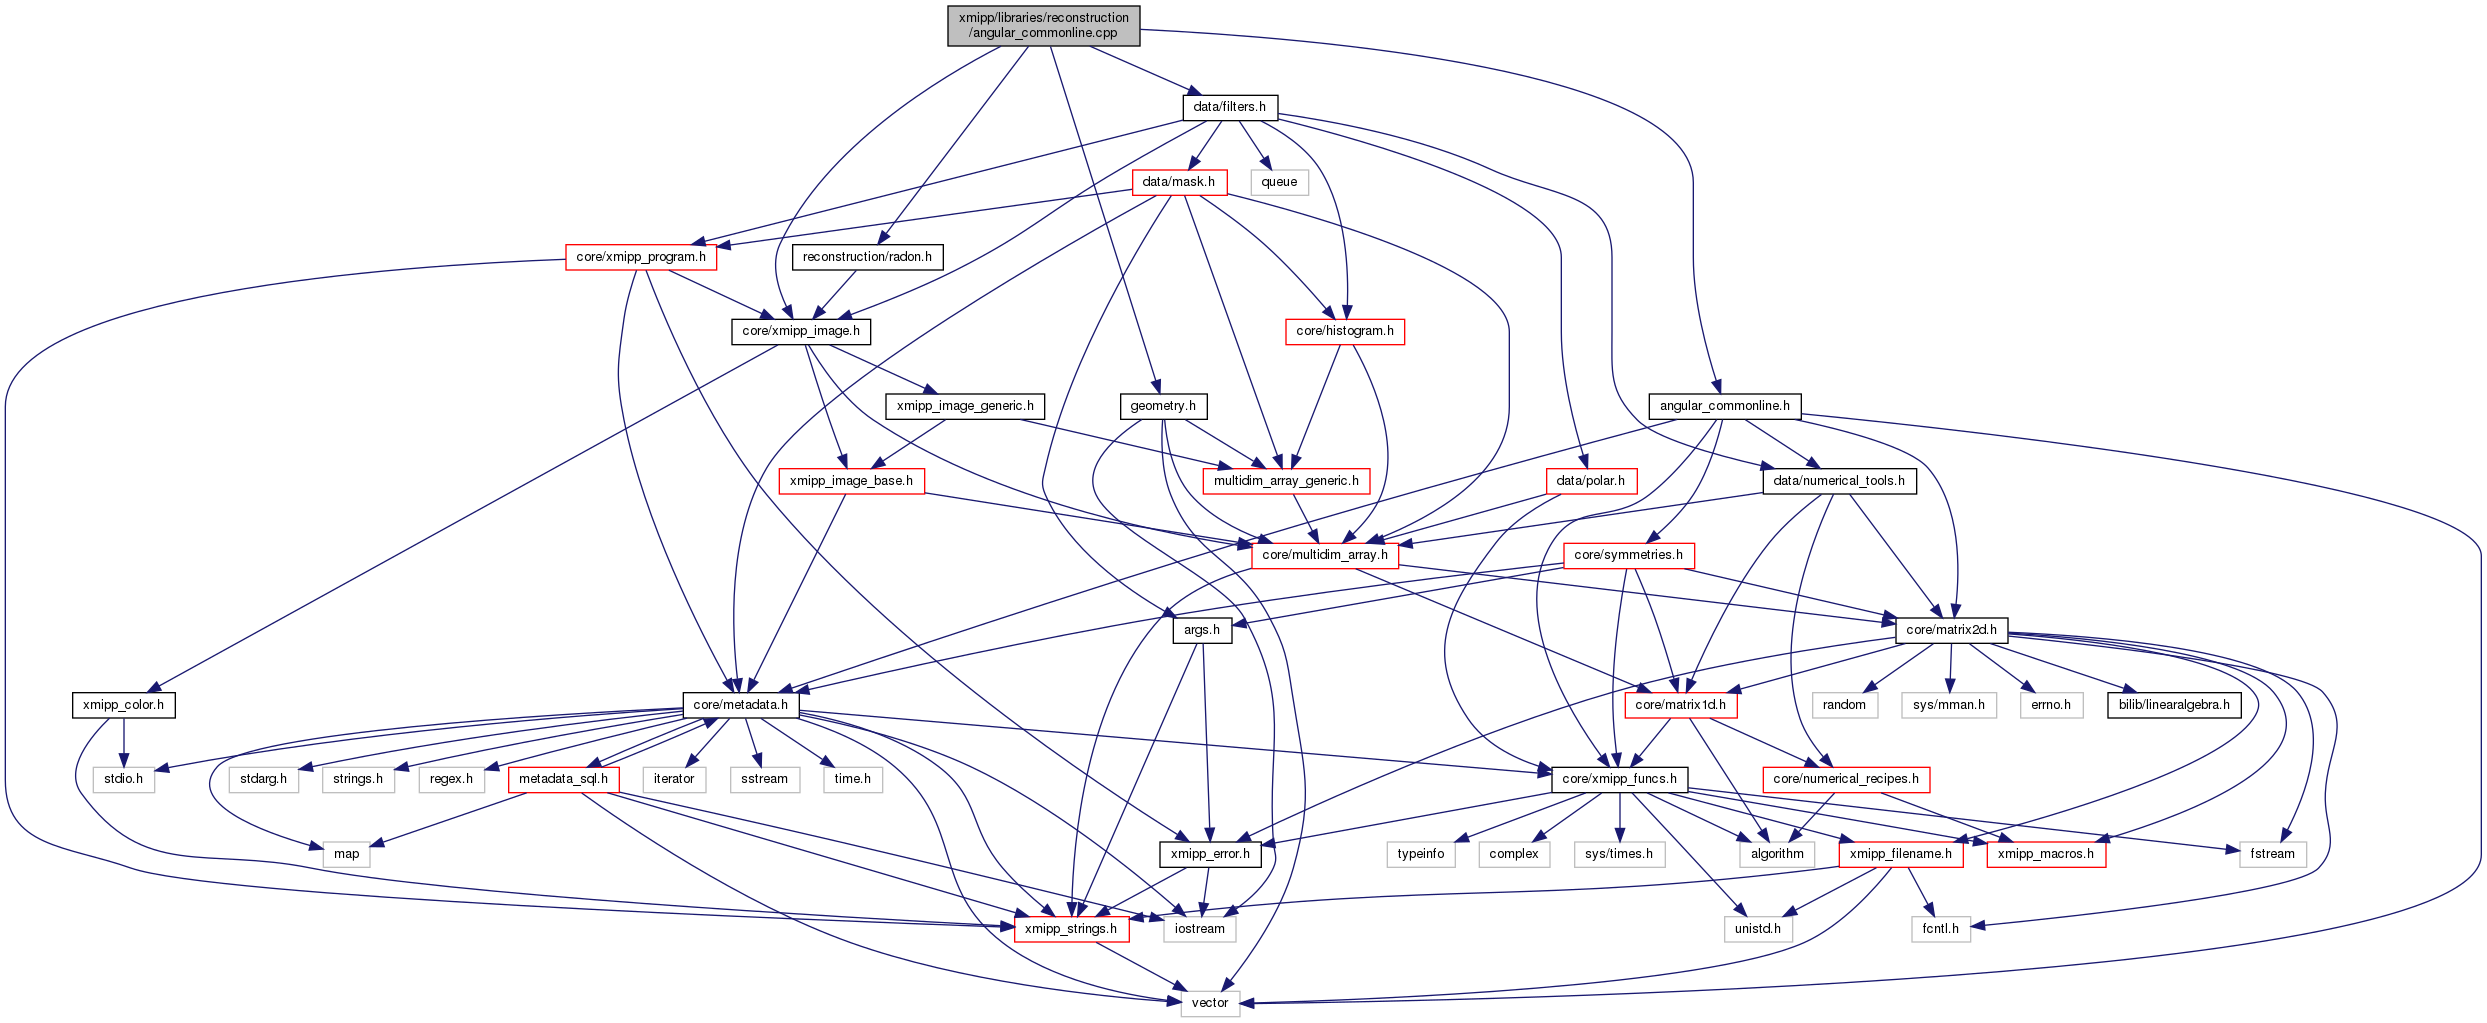 xmipp/libraries/reconstruction
/angular_commonline.cpp
data/filters.h
data/mask.h
queue
core/xmipp_program.h
reconstruction/radon.h
core/xmipp_image.h
core/histogram.h
xmipp_image_generic.h
geometry.h
angular_commonline.h
xmipp_image_base.h
multidim_array_generic.h
data/polar.h
data/numerical_tools.h
core/multidim_array.h
core/symmetries.h
args.h
core/matrix2d.h
xmipp_color.h
core/metadata.h
core/matrix1d.h
random
sys/mman.h
errno.h
bilib/linearalgebra.h
stdio.h
stdarg.h
strings.h
regex.h
metadata_sql.h
iterator
sstream
time.h
core/xmipp_funcs.h
core/numerical_recipes.h
map
xmipp_error.h
typeinfo
complex
sys/times.h
algorithm
xmipp_filename.h
xmipp_macros.h
fstream
xmipp_strings.h
iostream
unistd.h
fcntl.h
vector